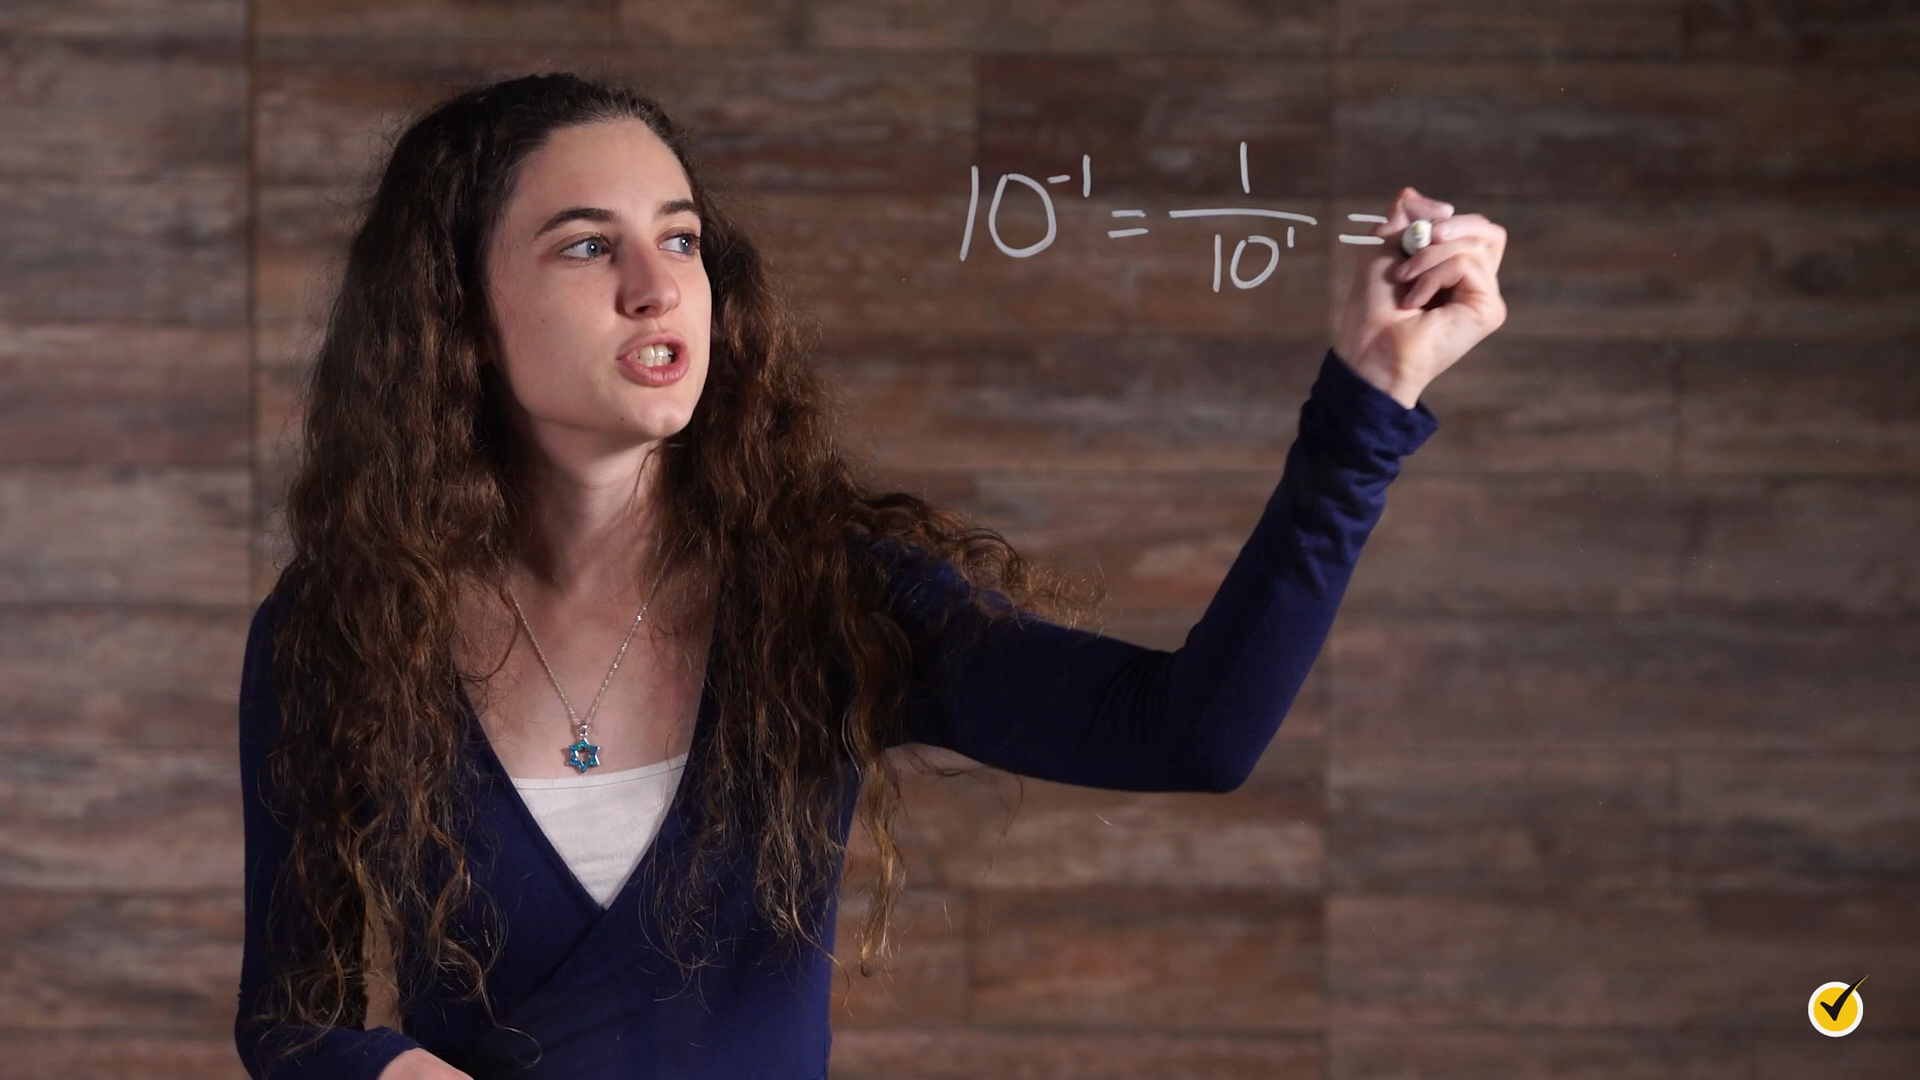 10⁻¹ = 1/10¹ =